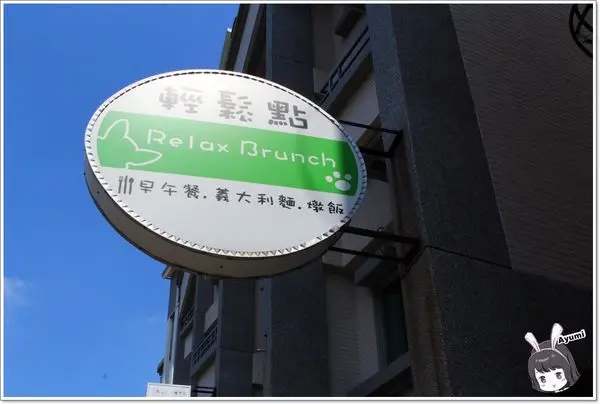 輕鬆點
Relax Brunch
早午餐.義大利麵.燉飯
Ayumi